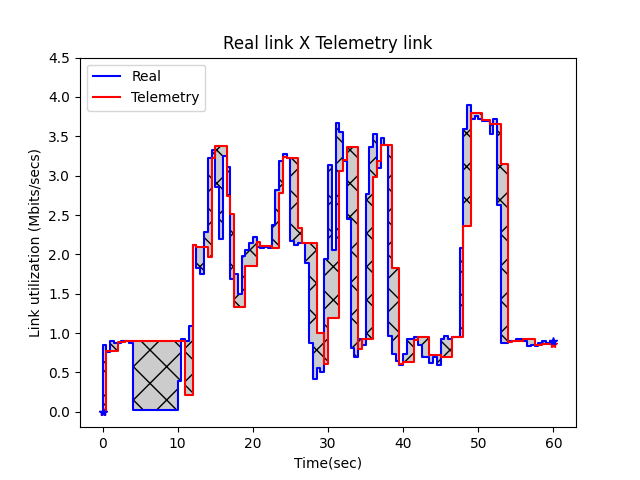 Real link X Telemetry link
Real
Telemetry
Link utilization (Mbits/secs)
4.5
4.0
3.5
3.0
2.5
2.0
1.5
1.0
0.5
0.0
0 10 20 30 40 50 60
Time(sec)